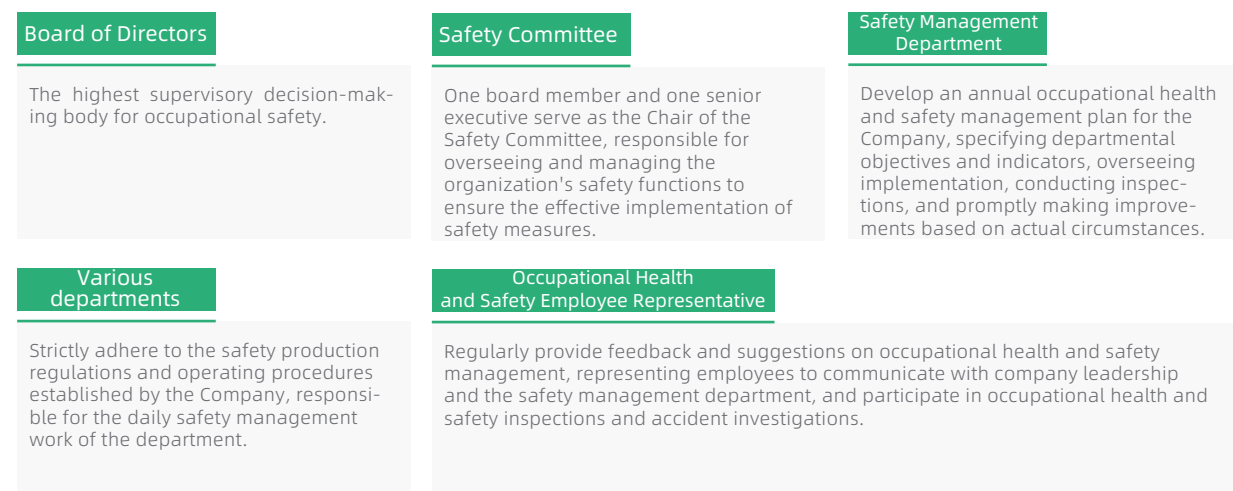 Board of Directors
The highest supervisory decision-mak-
ing body for occupational safety.
Safety Committee
One board member and one senior
executive serve as the Chair of the
Safety Committee, responsible for
overseeing and managing the
organization's safety functions to
ensure the effective implementation of
safety measures.
Safety Management
Department
Develop an annual occupational health
and safety management plan for the
Company, specifying departmental
objectives and indicators, overseeing
implementation, conducting inspec-
tions, and promptly making improve-
ments based on actual circumstances.
Various
departments
Strictly adhere to the safety production
regulations and operating procedures
established by the Company, responsi-
ble for the daily safety management
work of the department.
Occupational Health
and Safety Employee Representative
Regularly provide feedback and suggestions on occupational health and safety
management, representing employees to communicate with company leadership
and the safety management department, and participate in occupational health and
safety inspections and accident investigations.